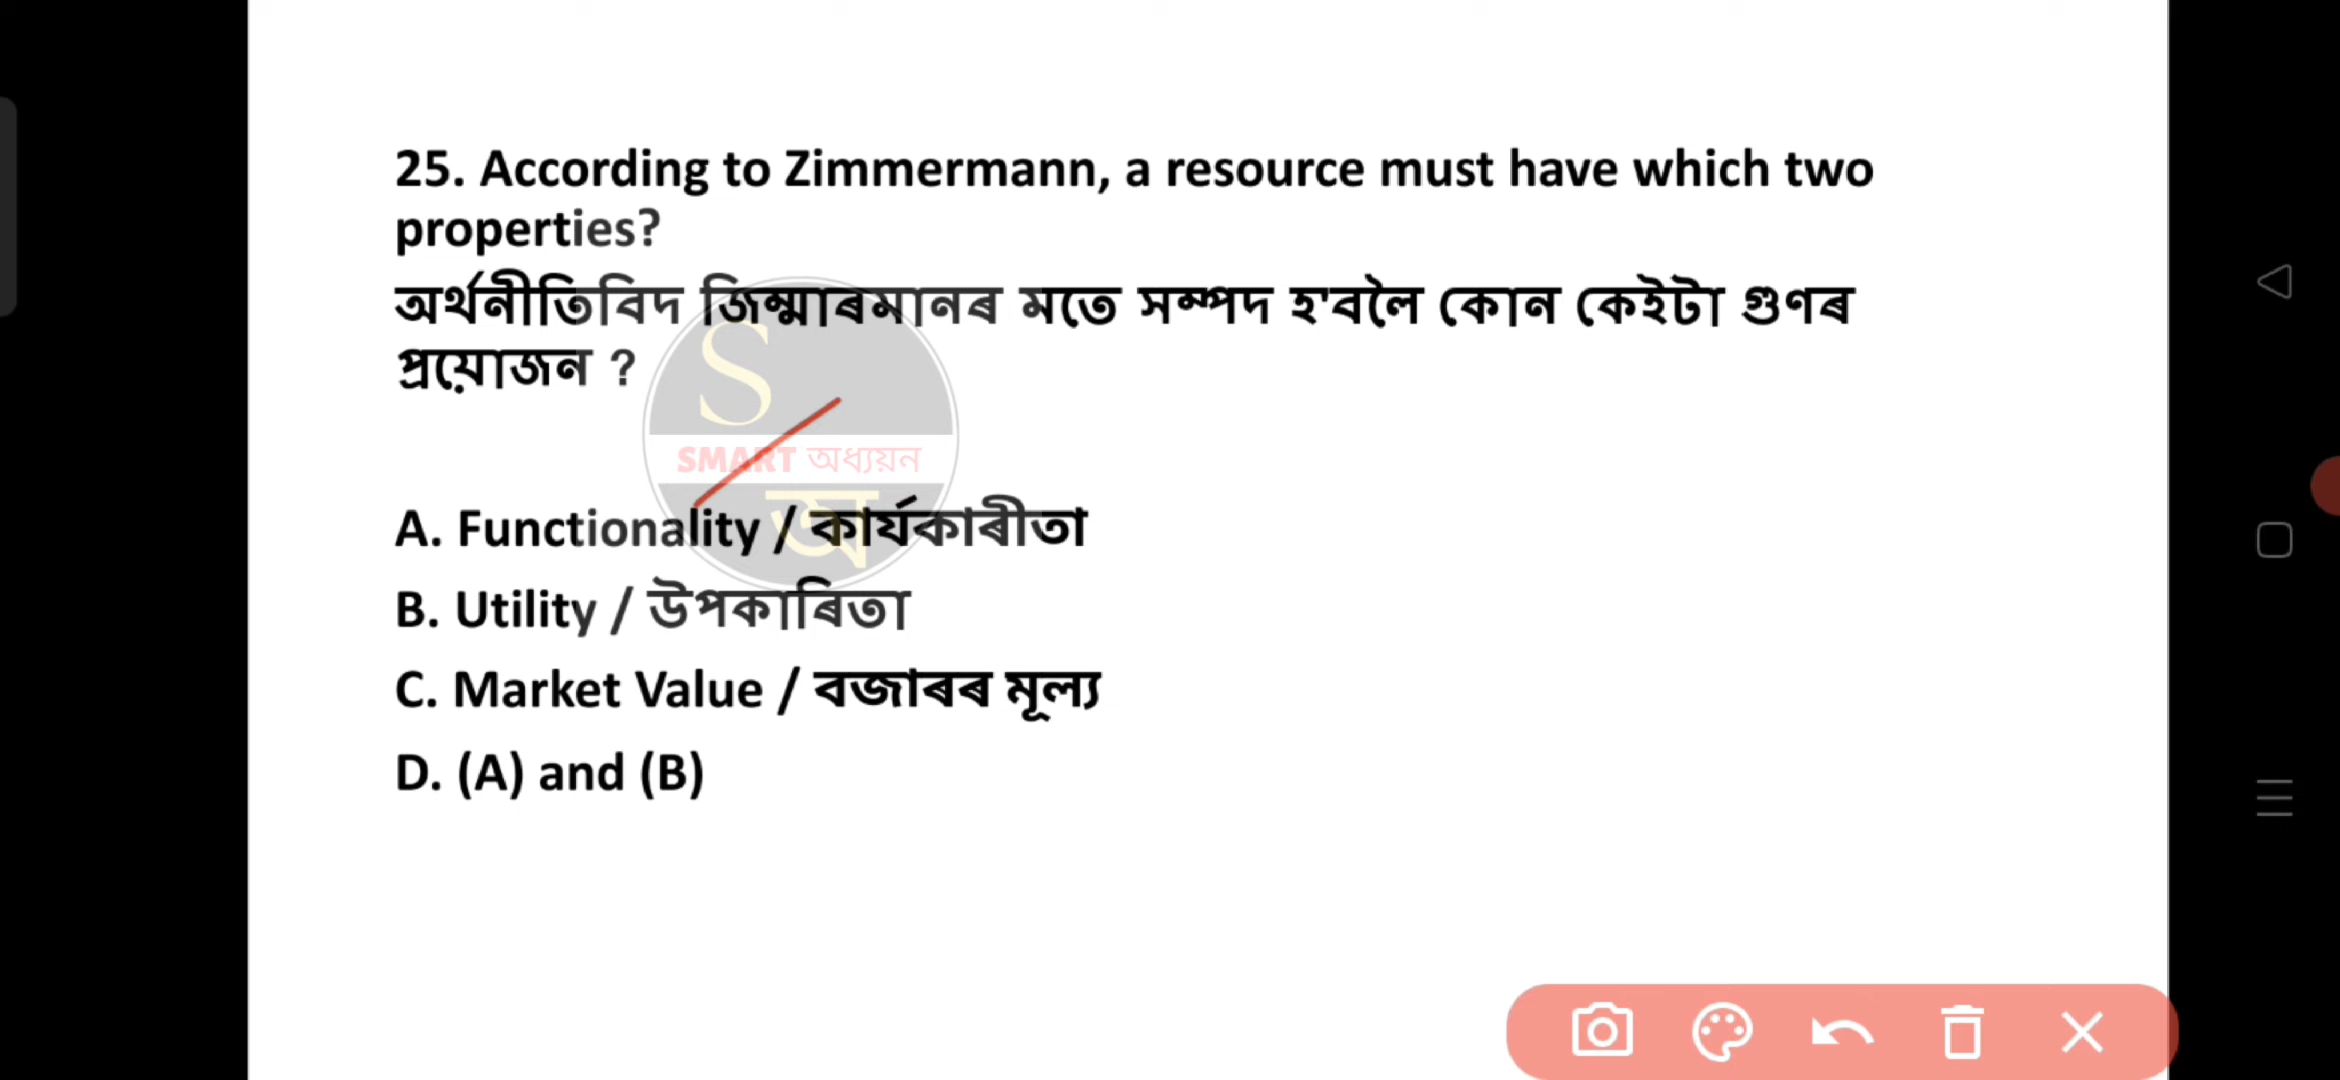 25. According to Zimmermann, a resource must have which two
properties?
অৰ্থনীতিবিদ জিম্মাৰমানৰ মতে সম্পদ হ'বলৈ কোন কেইটা গুণৰ
প্ৰয়োজন ?
S
SMART অধ্যয়ন
অ
A. Functionality / কাৰ্যকাৰীতা
B. Utility / উপকাৰিতা
C. Market Value / বজাৰৰ মূল্য
D. (A) and (B)